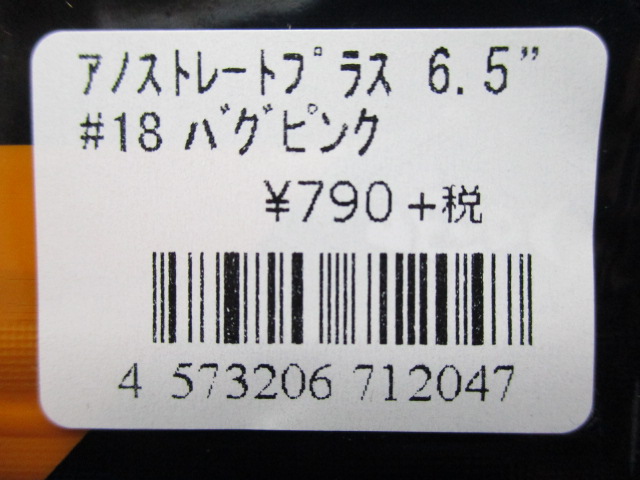 ｱﾉｽﾄﾚｰﾄﾌﾟﾗｽ 6.5"
#18 ﾊﾞｸﾞﾋﾟﾝｸ
¥790+税
4 573206 712047